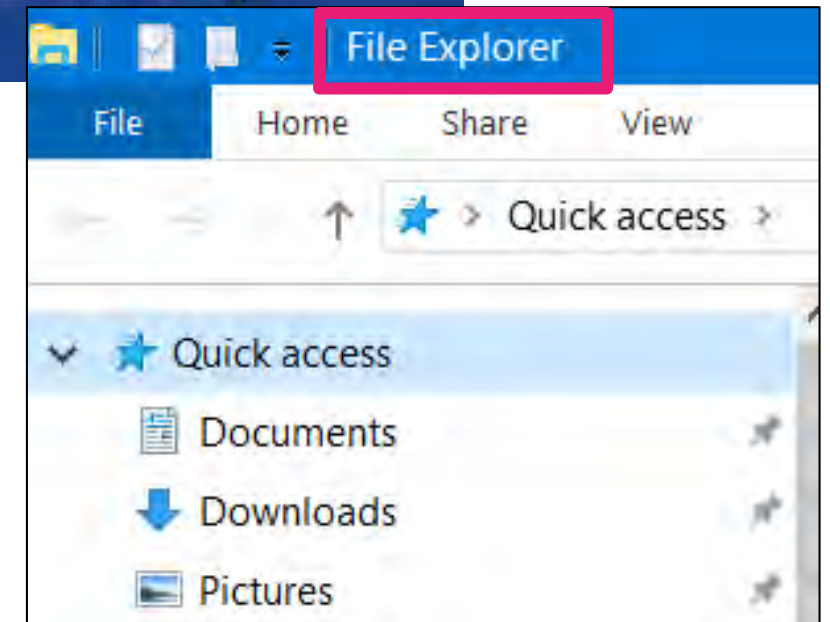 File Explorer
File Home Share View
Quick access
Quick access
Documents
Downloads
Pictures